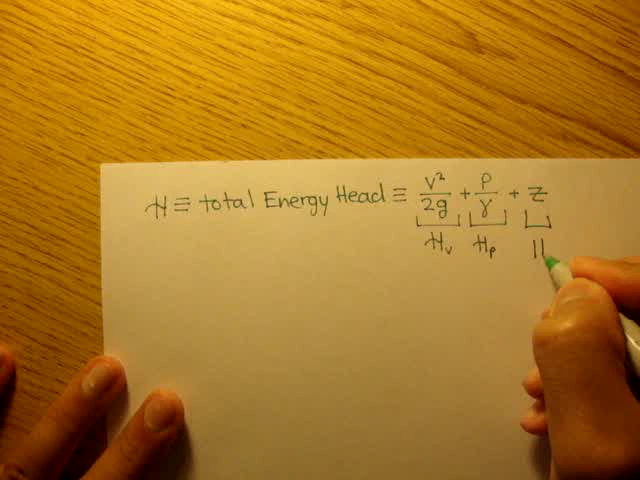 H ≡ total Energy Head ≡ V²/2g + P/γ + z
Hv Hp